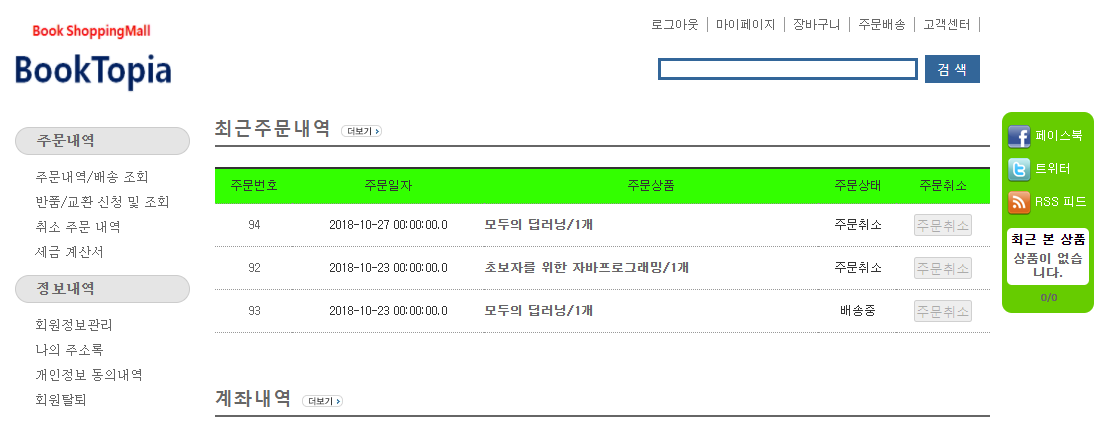 Book ShoppingMall
BookTopia
로그아웃 | 마이페이지 | 장바구니 | 주문배송 | 고객센터 |
검 색
주문내역
주문내역/배송 조회
반품/교환 신청 및 조회
취소 주문 내역
세금 계산서
정보내역
회원정보관리
나의 주소록
개인정보 동의내역
회원탈퇴
최근주문내역 더보기
주문번호 주문일자 주문상품 주문상태 주문취소
94 2018-10-27 00:00:00.0 모두의 딥러닝/1개 주문취소 주문취소
92 2018-10-23 00:00:00.0 초보자를 위한 자바프로그래밍/1개 주문취소 주문취소
93 2018-10-23 00:00:00.0 모두의 딥러닝/1개 배송중 주문취소
계좌내역 더보기
페이스북
트위터
RSS 피드
최근 본 상품
상품이 없습
니다.
0/0